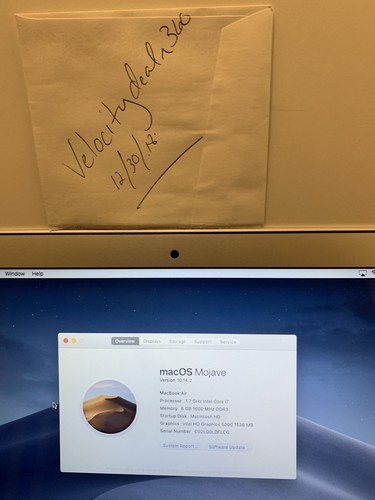 Velocitydeals360
12/30/18.
Window Help
Overview Displays Storage Support Service
macOS Mojave
Version 10.14.2
MacBook Air
Processor 1.7 GHz Intel Core i7
Memory 8 GB 1600 MHz DDR3
Startup Disk Macintosh HD
Graphics Intel HD Graphics 5000 1536 MB
Serial Number
System Report... Software Update...